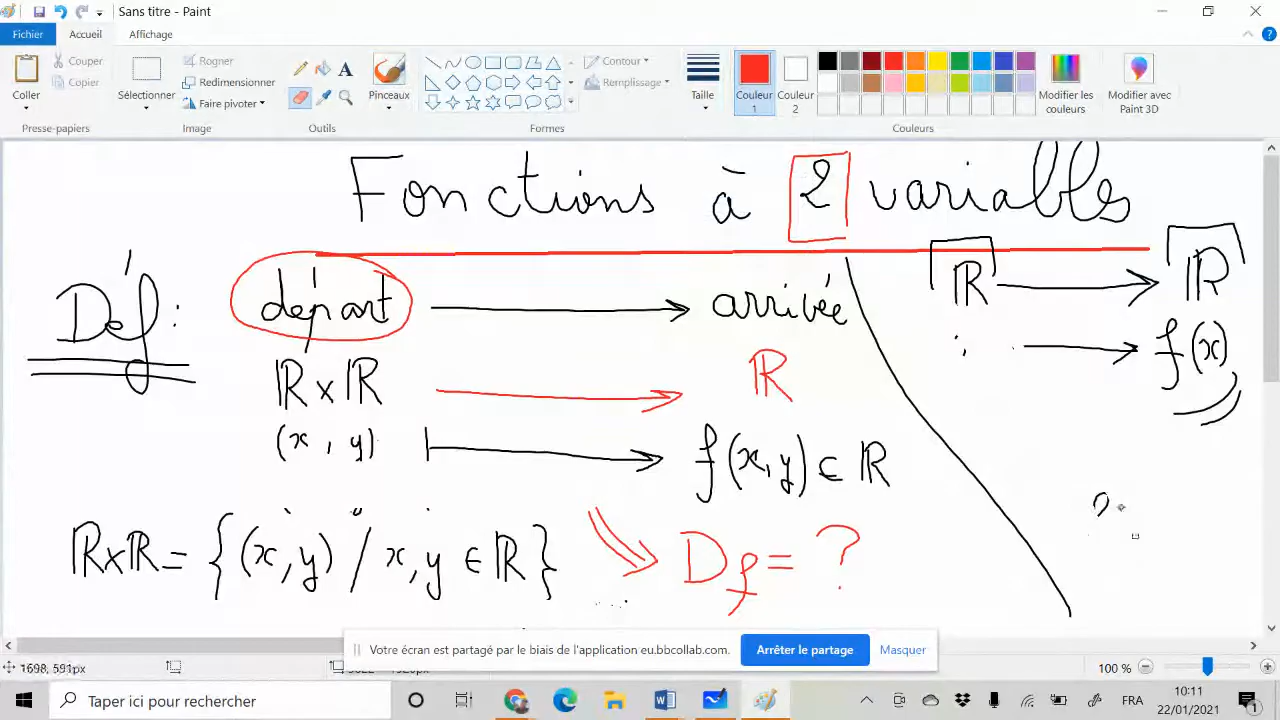 Sans titre - Paint
Fichier Accueil Affichage
Coller
Couper
Copier
Presse-papiers
Sélectionner
Rogner
Redimensionner
Faire pivoter
Image
Outils
Pinceaux
Contour
Remplissage
Formes
Taille
Couleur 1
Couleur 2
Modifier les couleurs
Modifier avec Paint 3D
Couleurs
Fonctions à 2 variables
Déf : départ → arrivée
ℝ → ℝ
f(x)
ℝ x ℝ → ℝ
(x, y) ↦ f(x, y) ∈ ℝ
ℝxℝ = {(x, y) / x, y ∈ ℝ} ⇒ Df = ?
Votre écran est partagé par le biais de l'application eu.bbcollab.com. Arrêter le partage Masquer
1698, 591px
100 %
Taper ici pour rechercher
FRA
10:11
22/01/2021